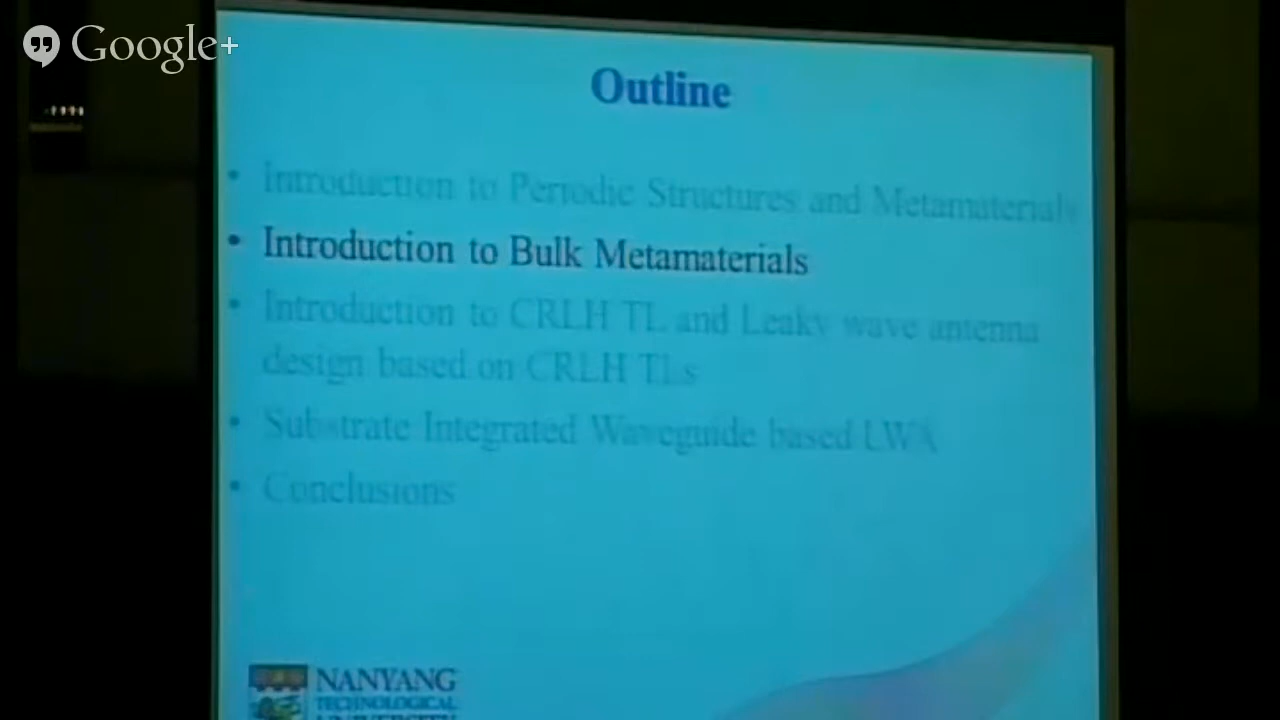 Google+
Outline
• Introduction to Periodic Structures and Metamaterials
• Introduction to Bulk Metamaterials
• Introduction to CRLH TL and Leaky wave antenna
design based on CRLH TLs
• Substrate Integrated Waveguide based LWA
• Conclusions
NANYANG
TECHNOLOGICAL
UNIVERSITY